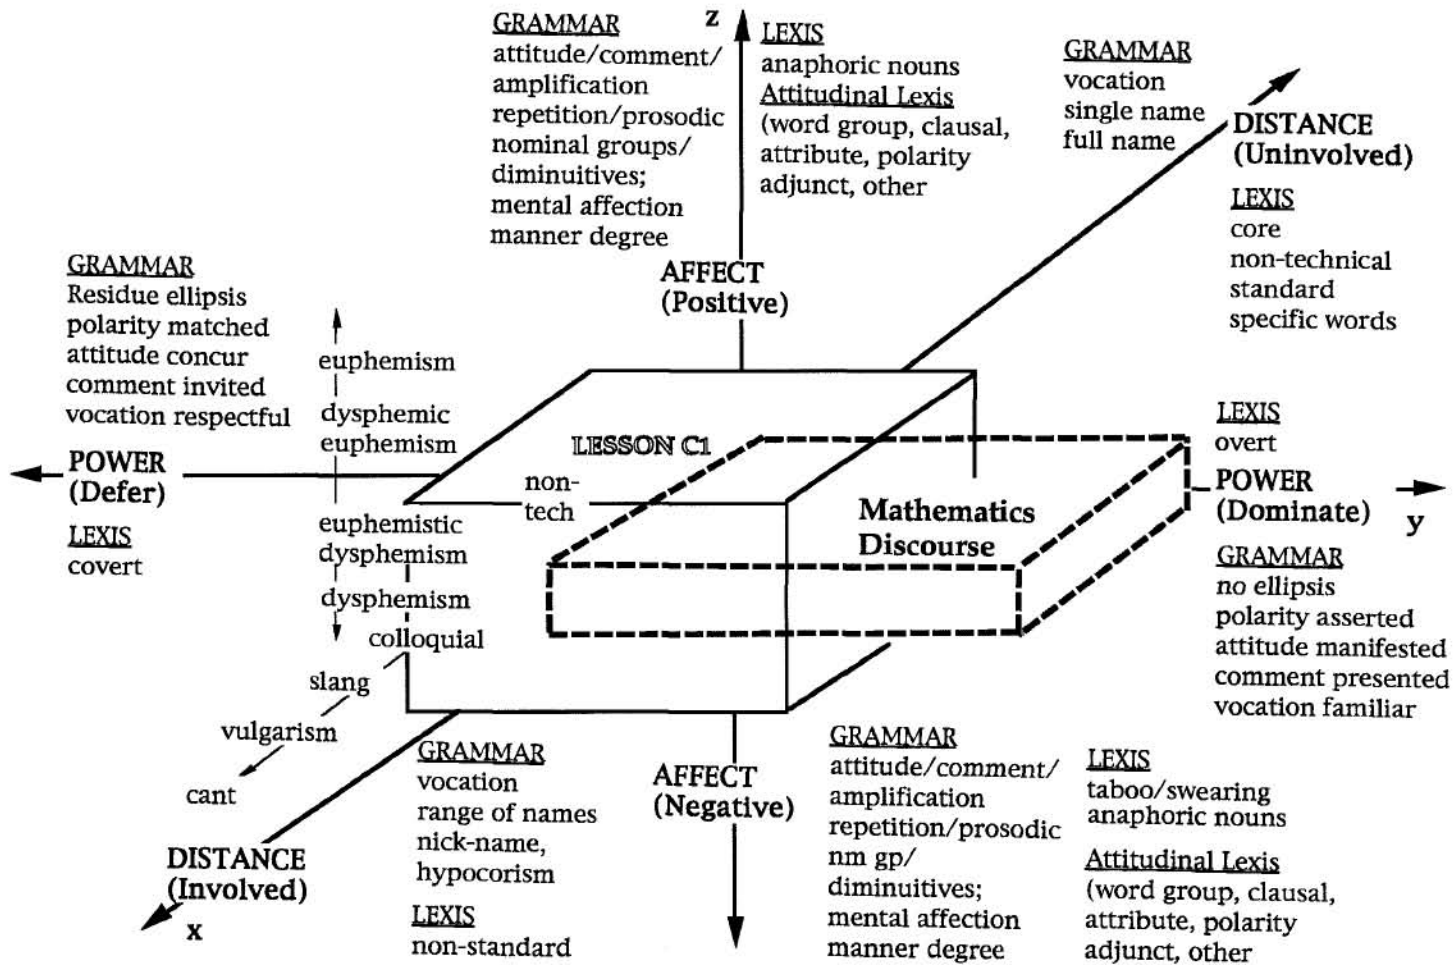 z
GRAMMAR
attitude/comment/
amplification
repetition/prosodic
nominal groups/
diminuitives;
mental affection
manner degree
LEXIS
anaphoric nouns
Attitudinal Lexis
(word group, clausal,
attribute, polarity
adjunct, other
GRAMMAR
vocation
single name
full name
DISTANCE
(Uninvolved)
LEXIS
core
non-technical
standard
specific words
AFFECT
(Positive)
GRAMMAR
Residue ellipsis
polarity matched
attitude concur
comment invited
vocation respectful
POWER
(Defer)
LEXIS
covert
euphemism
dysphemic
euphemism
euphemistic
dysphemism
dysphemism
colloquial
slang
vulgarism
cant
LESSON C1
non-
tech
Mathematics
Discourse
LEXIS
overt
POWER
(Dominate)
y
GRAMMAR
no ellipsis
polarity asserted
attitude manifested
comment presented
vocation familiar
DISTANCE
(Involved)
x
GRAMMAR
vocation
range of names
nick-name,
hypocorism
LEXIS
non-standard
AFFECT
(Negative)
GRAMMAR
attitude/comment/
amplification
repetition/prosodic
nm gp/
diminuitives;
mental affection
manner degree
LEXIS
taboo/swearing
anaphoric nouns
Attitudinal Lexis
(word group, clausal,
attribute, polarity
adjunct, other